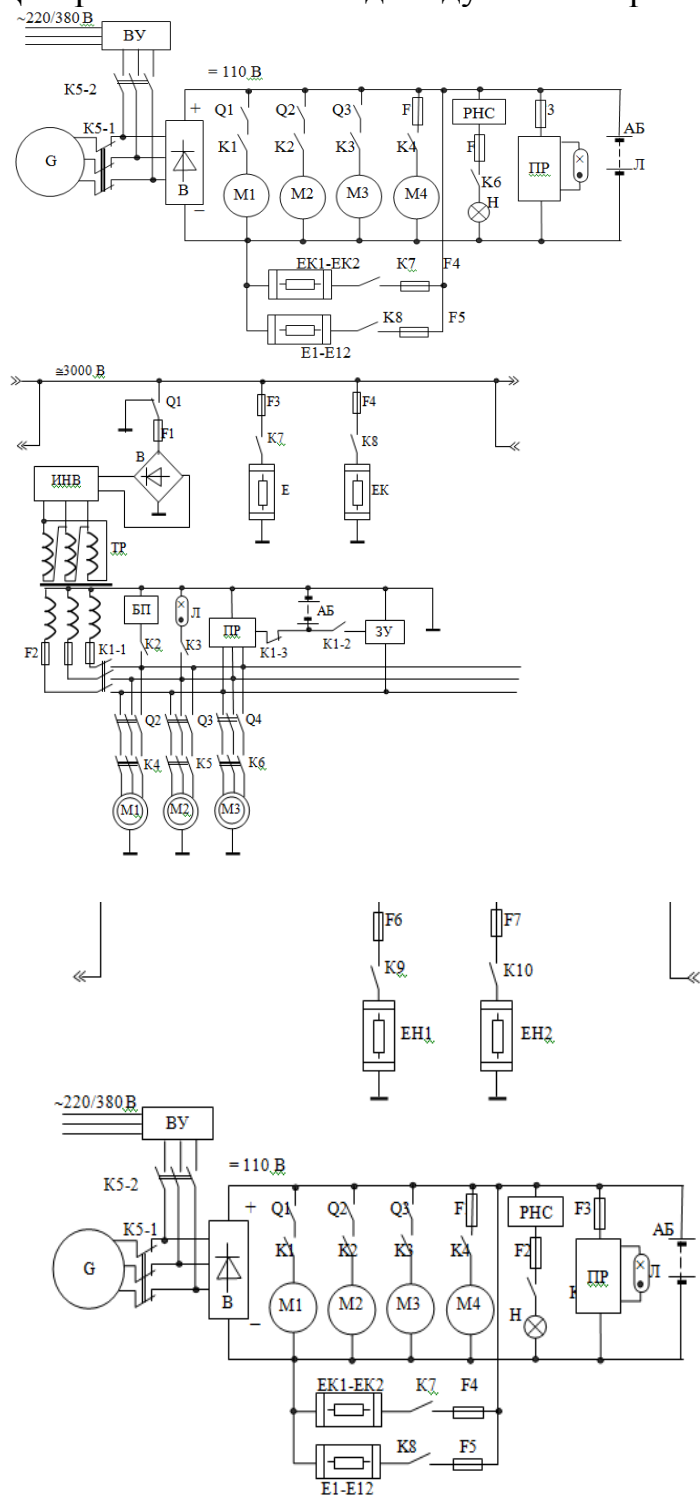 ~220/380 В
ВУ
К5-2
= 110 В
К5-1
+
Q1
Q2
Q3
F
РНС
3
АБ
G
К1
К2
К3
К4
F
ПР
Л
В
М1
М2
М3
М4
К6
Н
–
ЕК1-ЕК2
К7
F4
К8
F5
Е1-Е12
≅3000 В
Q1
F3
F4
F1
К7
К8
В
ИНВ
Е
ЕК
ТР
БП
Л
АБ
ПР
ЗУ
F2
К1-1
К2
К3
К1-3
К1-2
Q2
Q3
Q4
К4
К5
К6
М1
М2
М3
F6
F7
К9
К10
ЕН1
ЕН2
~220/380 В
ВУ
К5-2
= 110 В
К5-1
+
Q1
Q2
Q3
F
РНС
F3
АБ
G
К1
К2
К3
К4
F2
ПР
Л
В
М1
М2
М3
М4
Н
–
ЕК1-ЕК2
К7
F4
К8
F5
Е1-Е12